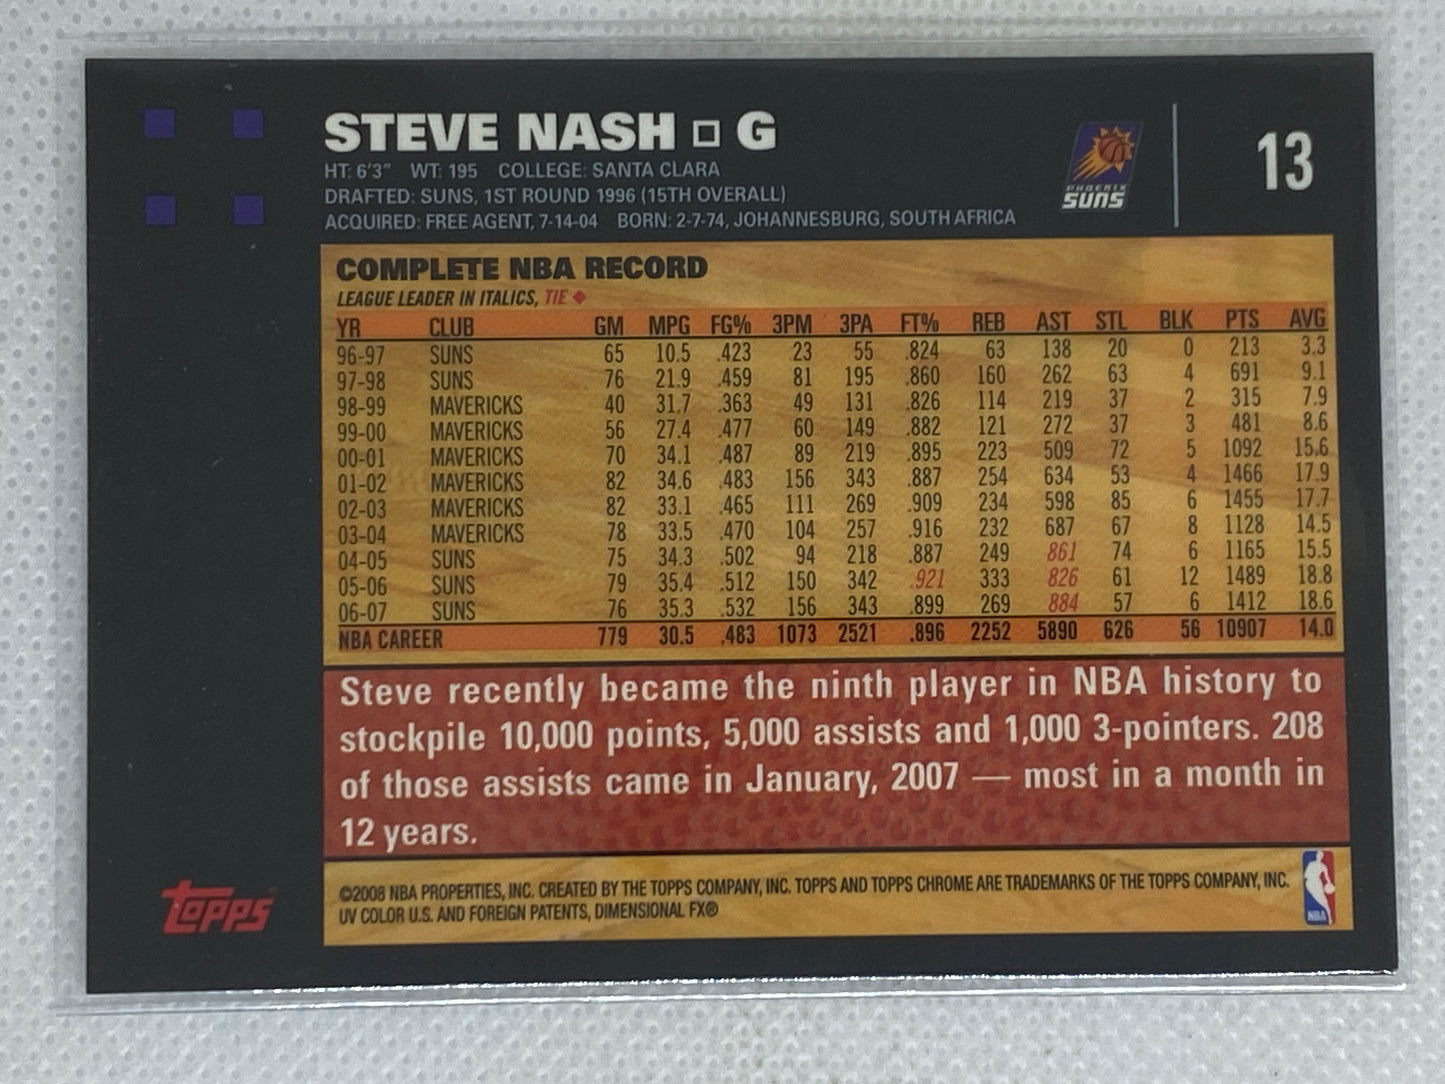 STEVE NASH □ G
HT: 6'3" WT: 195 COLLEGE: SANTA CLARA
DRAFTED: SUNS, 1ST ROUND 1996 (15TH OVERALL)
ACQUIRED: FREE AGENT, 7-14-04 BORN: 2-7-74, JOHANNESBURG, SOUTH AFRICA
PHOENIX
SUNS
13
COMPLETE NBA RECORD
LEAGUE LEADER IN ITALICS, TIE ◆
YR CLUB GM MPG FG% 3PM 3PA FT% REB AST STL BLK PTS AVG
96-97 SUNS 65 10.5 .423 23 55 .824 63 138 20 0 213 3.3
97-98 SUNS 76 21.9 .459 81 195 .860 160 262 63 4 691 9.1
98-99 MAVERICKS 40 31.7 .363 49 131 .826 114 219 37 2 315 7.9
99-00 MAVERICKS 56 27.4 .477 60 149 .882 121 272 37 3 481 8.6
00-01 MAVERICKS 70 34.1 .487 89 219 .895 223 509 72 5 1092 15.6
01-02 MAVERICKS 82 34.6 .483 156 343 .887 254 634 53 4 1466 17.9
02-03 MAVERICKS 82 33.1 .465 111 269 .909 234 598 85 6 1455 17.7
03-04 MAVERICKS 78 33.5 .470 104 257 .916 232 687 67 8 1128 14.5
04-05 SUNS 75 34.3 .502 94 218 .887 249 861 74 6 1165 15.5
05-06 SUNS 79 35.4 .512 150 342 .921 333 826 61 12 1489 18.8
06-07 SUNS 76 35.3 .532 156 343 .899 269 884 57 6 1412 18.6
NBA CAREER 779 30.5 .483 1073 2521 .896 2252 5890 626 56 10907 14.0
Steve recently became the ninth player in NBA history to
stockpile 10,000 points, 5,000 assists and 1,000 3-pointers. 208
of those assists came in January, 2007 — most in a month in
12 years.
topps
©2008 NBA PROPERTIES, INC. CREATED BY THE TOPPS COMPANY, INC. TOPPS AND TOPPS CHROME ARE TRADEMARKS OF THE TOPPS COMPANY, INC.
UV COLOR U.S. AND FOREIGN PATENTS, DIMENSIONAL FX®
NBA